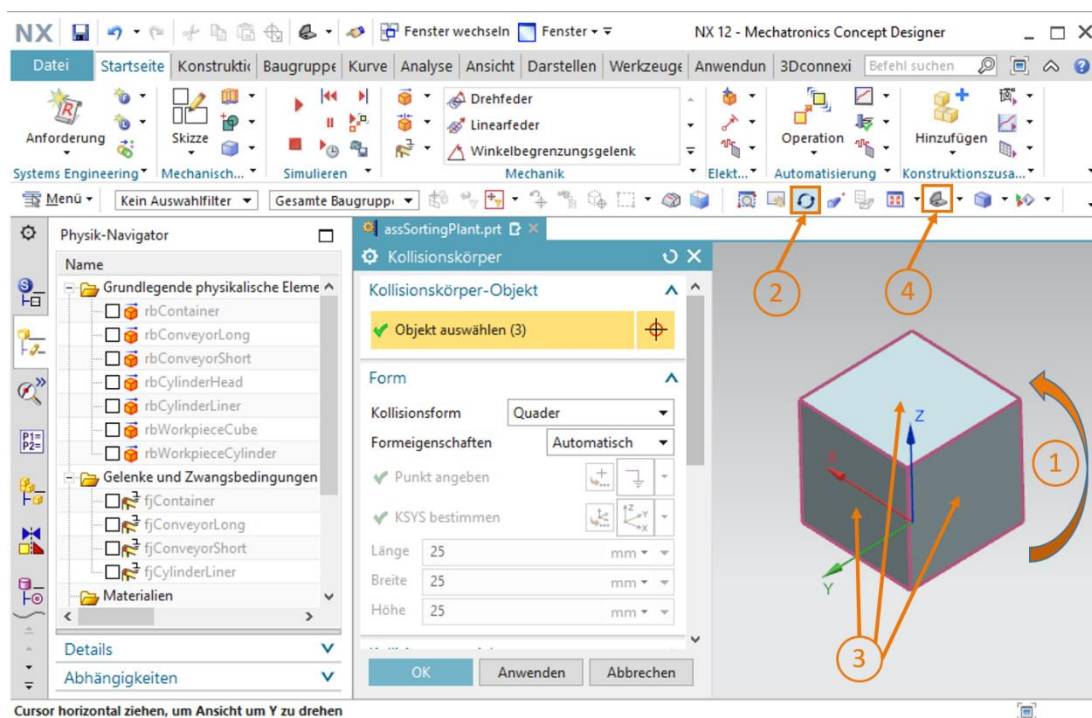 NX Fenster wechseln Fenster NX 12 - Mechatronics Concept Designer
Datei Startseite Konstruktic Baugruppe Kurve Analyse Ansicht Darstellen Werkzeuge Anwendun 3Dconnexi Befehl suchen
Anforderung
Skizze
Drehfeder
Linearfeder
Winkelbegrenzungsgelenk
Operation
Hinzufügen
Systems Engineering Mechanisch... Simulieren Mechanik Elekt... Automatisierung Konstruktionszusa...
Menü Kein Auswahlfilter Gesamte Baugrupp
Physik-Navigator
Name
Grundlegende physikalische Eleme
rbContainer
rbConveyorLong
rbConveyorShort
rbCylinderHead
rbCylinderLiner
rbWorkpieceCube
rbWorkpieceCylinder
Gelenke und Zwangsbedingungen
fjContainer
fjConveyorLong
fjConveyorShort
fjCylinderLiner
Materialien
Details
Abhängigkeiten
assSortingPlant.prt
Kollisionskörper
Kollisionskörper-Objekt
Objekt auswählen (3)
Form
Kollisionsform Quader
Formeigenschaften Automatisch
Punkt angeben
KSYS bestimmen
Länge 25 mm
Breite 25 mm
Höhe 25 mm
OK Anwenden Abbrechen
2
4
1
3
Z
X
Y
P1=
P2=
Cursor horizontal ziehen, um Ansicht um Y zu drehen